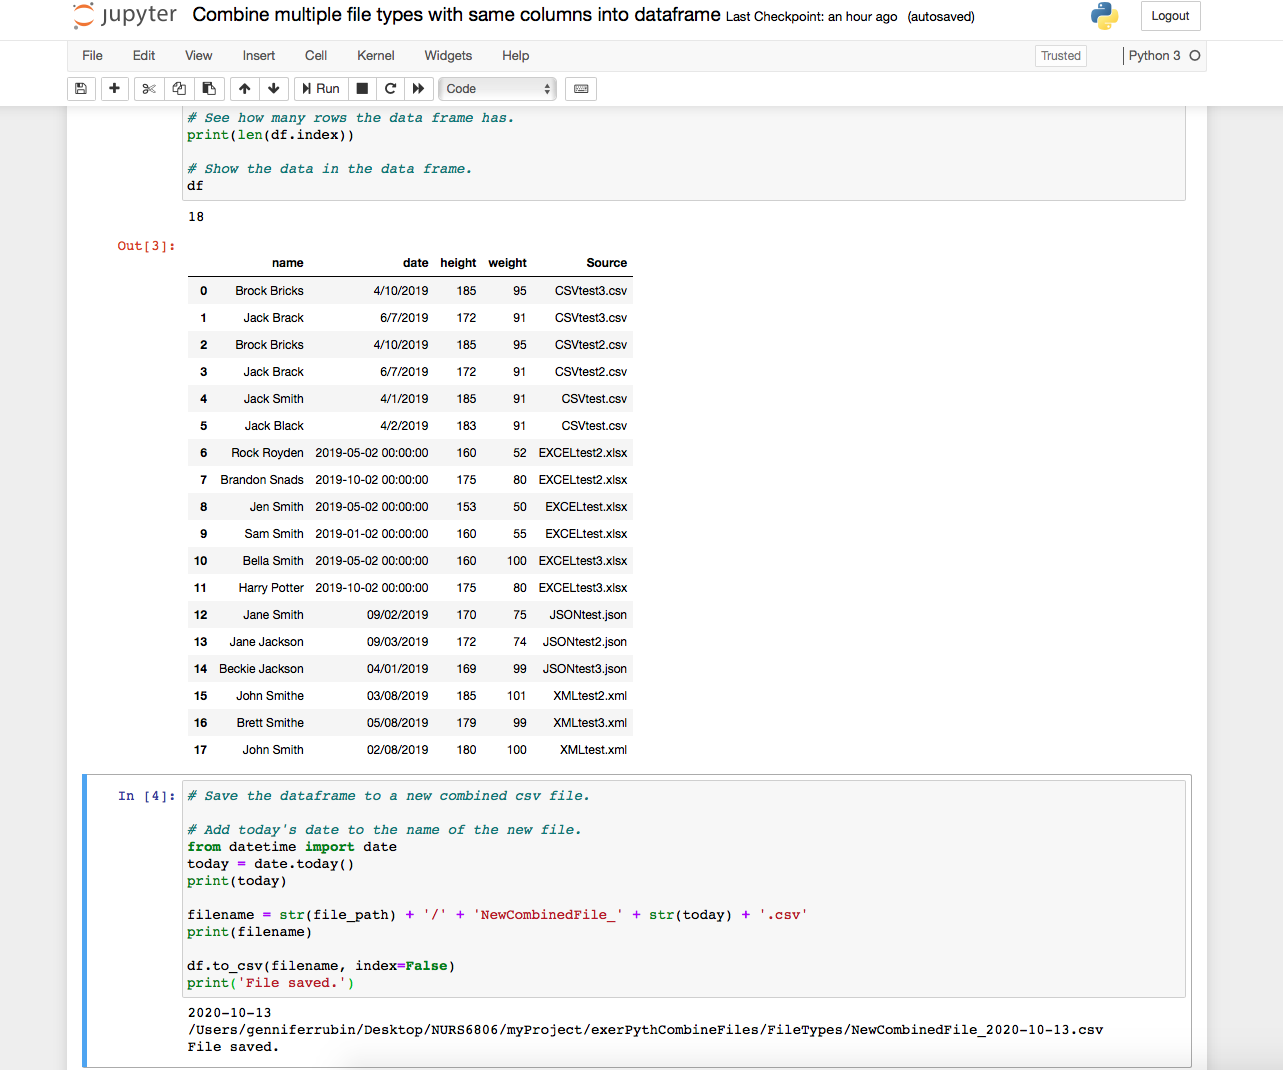 jupyter Combine multiple file types with same columns into dataframe Last Checkpoint: an hour ago (autosaved) Logout
File Edit View Insert Cell Kernel Widgets Help Trusted Python 3
Run Code
# See how many rows the data frame has.
print(len(df.index))
# Show the data in the data frame.
df
18
Out[3]:
name date height weight Source
0 Brock Bricks 4/10/2019 185 95 CSVtest3.csv
1 Jack Brack 6/7/2019 172 91 CSVtest3.csv
2 Brock Bricks 4/10/2019 185 95 CSVtest2.csv
3 Jack Brack 6/7/2019 172 91 CSVtest2.csv
4 Jack Smith 4/1/2019 185 91 CSVtest.csv
5 Jack Black 4/2/2019 183 91 CSVtest.csv
6 Rock Royden 2019-05-02 00:00:00 160 52 EXCELtest2.xlsx
7 Brandon Snads 2019-10-02 00:00:00 175 80 EXCELtest2.xlsx
8 Jen Smith 2019-05-02 00:00:00 153 50 EXCELtest.xlsx
9 Sam Smith 2019-01-02 00:00:00 160 55 EXCELtest.xlsx
10 Bella Smith 2019-05-02 00:00:00 160 100 EXCELtest3.xlsx
11 Harry Potter 2019-10-02 00:00:00 175 80 EXCELtest3.xlsx
12 Jane Smith 09/02/2019 170 75 JSONtest.json
13 Jane Jackson 09/03/2019 172 74 JSONtest2.json
14 Beckie Jackson 04/01/2019 169 99 JSONtest3.json
15 John Smithe 03/08/2019 185 101 XMLtest2.xml
16 Brett Smithe 05/08/2019 179 99 XMLtest3.xml
17 John Smith 02/08/2019 180 100 XMLtest.xml
In [4]: # Save the dataframe to a new combined csv file.
# Add today's date to the name of the new file.
from datetime import date
today = date.today()
print(today)
filename = str(file_path) + '/' + 'NewCombinedFile_' + str(today) + '.csv'
print(filename)
df.to_csv(filename, index=False)
print('File saved.')
2020-10-13
/Users/genniferrubin/Desktop/NURS6806/myProject/exerPythCombineFiles/FileTypes/NewCombinedFile_2020-10-13.csv
File saved.